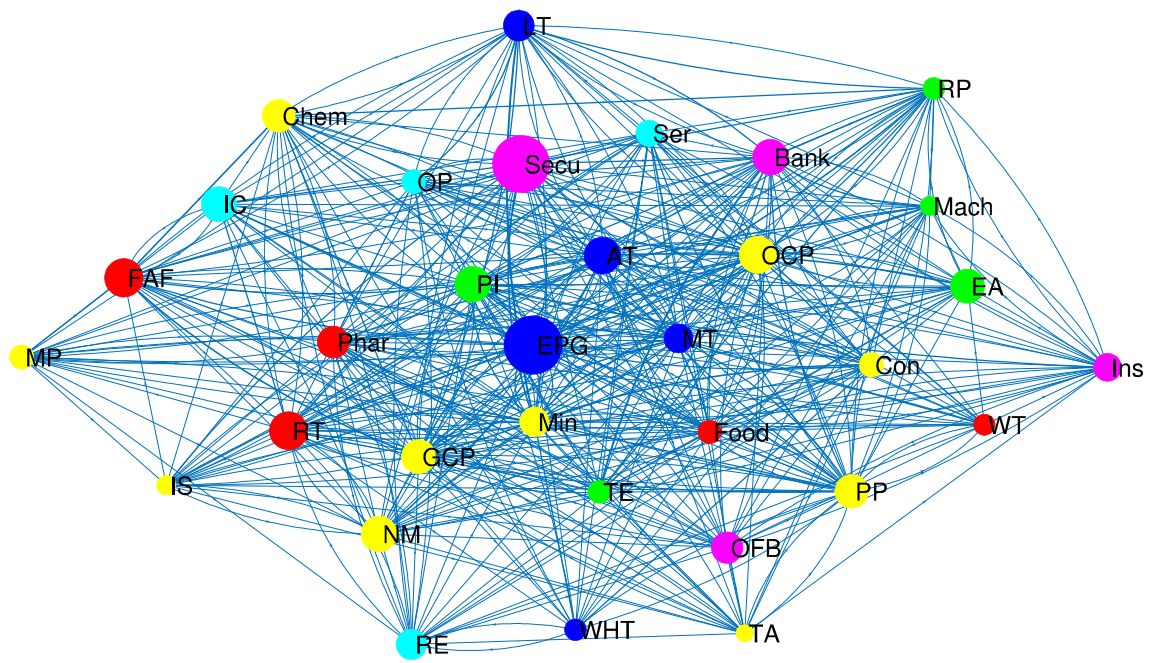 LT
RP
Chem
Ser
Bank
Secu
OP
IC
Mach
AT
OCP
FAF
PI
EA
Phar
EPG
MT
MP
Con
Ins
Min
WT
RT
Food
GCP
IS
TE
PP
NM
OFB
RE
WHT
TA